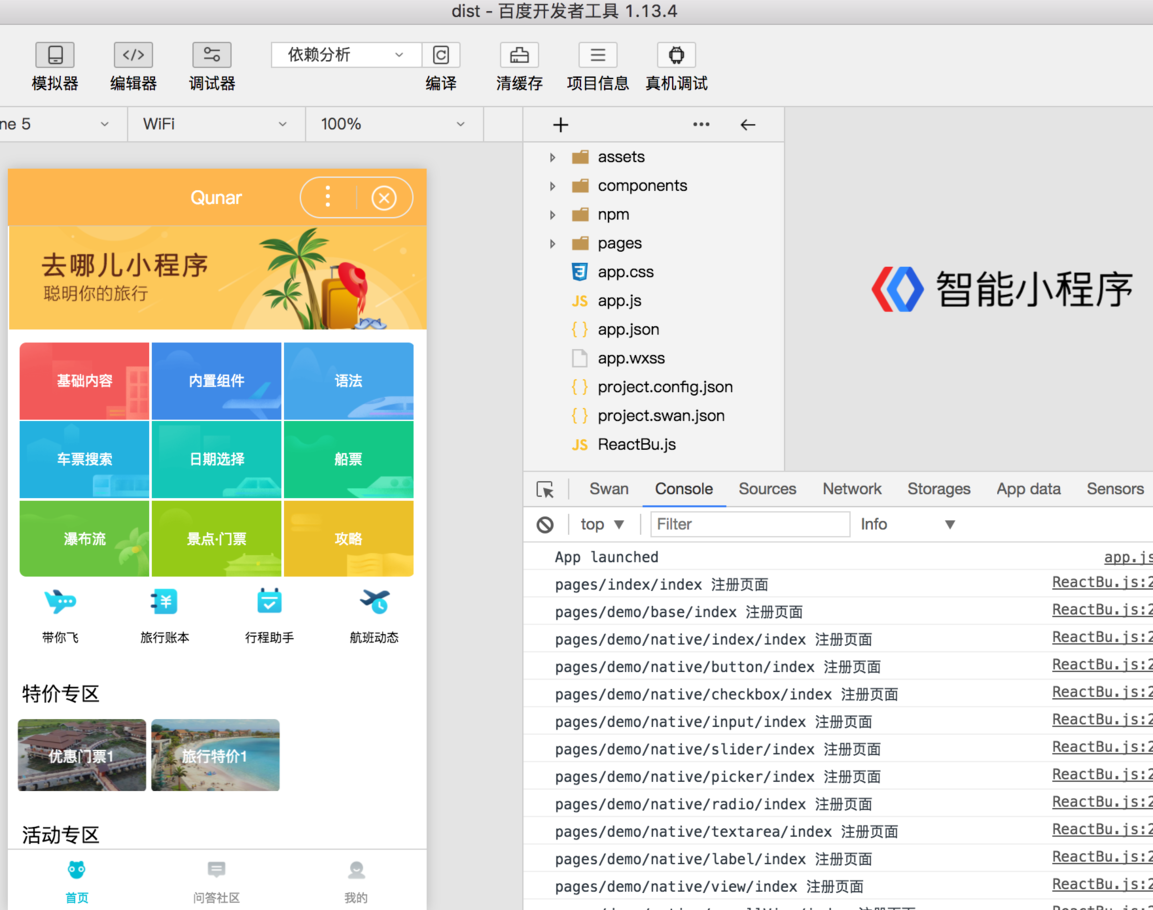 dist - 百度开发者工具 1.13.4
模拟器 编辑器 调试器 依赖分析 编译 清缓存 项目信息 真机调试
ne 5 WiFi 100%
Qunar
去哪儿小程序
聪明你的旅行
基础内容 内置组件 语法
车票搜索 日期选择 船票
瀑布流 景点·门票 攻略
带你飞 旅行账本 行程助手 航班动态
特价专区
优惠门票1 旅行特价1
活动专区
首页 问答社区 我的
assets
components
npm
pages
app.css
app.js
app.json
app.wxss
project.config.json
project.swan.json
ReactBu.js
智能小程序
Swan Console Sources Network Storages App data Sensors
top Filter Info
App launched app.js
pages/index/index 注册页面 ReactBu.js:2
pages/demo/base/index 注册页面 ReactBu.js:2
pages/demo/native/index/index 注册页面 ReactBu.js:2
pages/demo/native/button/index 注册页面 ReactBu.js:2
pages/demo/native/checkbox/index 注册页面 ReactBu.js:2
pages/demo/native/input/index 注册页面 ReactBu.js:2
pages/demo/native/slider/index 注册页面 ReactBu.js:2
pages/demo/native/picker/index 注册页面 ReactBu.js:2
pages/demo/native/radio/index 注册页面 ReactBu.js:2
pages/demo/native/textarea/index 注册页面 ReactBu.js:2
pages/demo/native/label/index 注册页面 ReactBu.js:2
pages/demo/native/view/index 注册页面 ReactBu.js:2